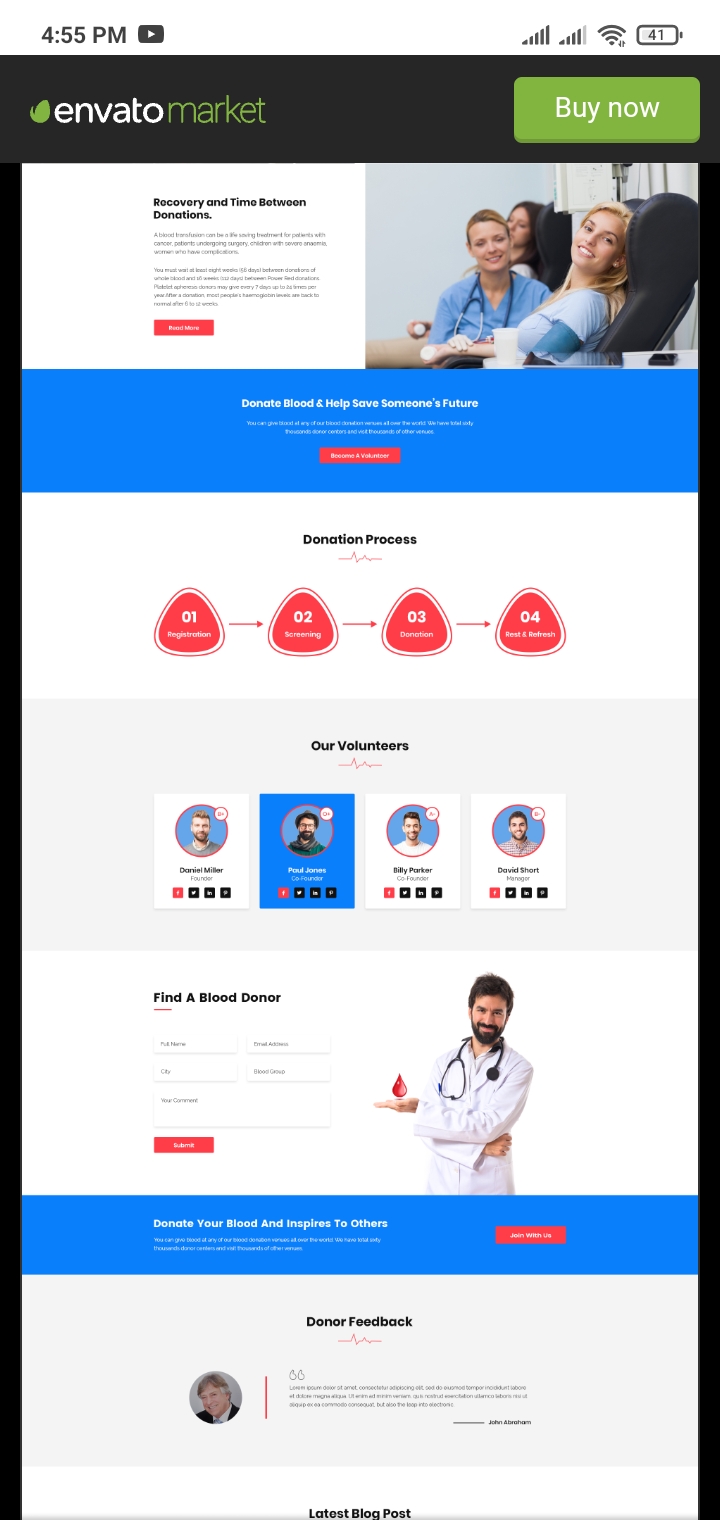 4:55 PM
41
envato market
Buy now
Recovery and Time Between
Donations.
A blood transfusion can be a life saving treatment for patients with
cancer, patients undergoing surgery, children with severe anaemia,
women who have complications.
You must wait at least eight weeks (56 days) between donations of
whole blood and 16 weeks (112 days) between Power Red donations
Platelet apheresis donors may give every 7 days up to 24 times per
year.After a donation, most people's haemoglobin levels are back to
normal after 6 to 12 weeks.
Read More
Donate Blood & Help Save Someone's Future
You can give blood at any of our blood donation venues all over the world. We have total sixty
thousands donor centers and visit thousands of other venues.
Become A Volunteer
Donation Process
01 02 03 04
Registration Screening Donation Rest & Refresh
Our Volunteers
B+ O+ A- B-
Daniel Miller Paul Jones Billy Parker David Short
Founder Co-Founder Co-Founder Manager
Find A Blood Donor
Full Name Email Address
City Blood Group
Your Comment
Submit
Donate Your Blood And Inspires To Others
You can give blood at any of our blood donation venues all over the world. We have total sixty
thousands donor centers and visit thousands of other venues.
Join With Us
Donor Feedback
Lorem ipsum dolor sit amet, consectetur adipiscing elit, sed do eiusmod tempor incididunt labore
et dolore magna aliqua. Ut enim ad minim veniam, quis nostrud exercitation ullamco laboris nisi ut
aliquip ex ea commodo consequat, but also the leap into electronic.
John Abraham
Latest Blog Post